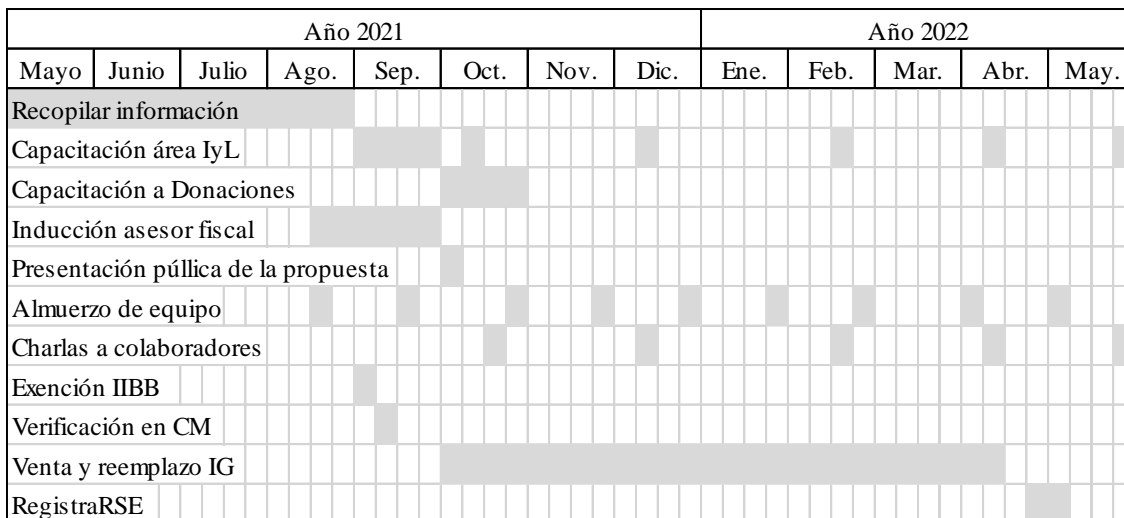 Año 2021 Año 2022
Mayo Junio Julio Ago. Sep. Oct. Nov. Dic. Ene. Feb. Mar. Abr. May.
Recopilar información
Capacitación área IyL
Capacitación a Donaciones
Inducción asesor fiscal
Presentación púllica de la propuesta
Almuerzo de equipo
Charlas a colaboradores
Exención IIBB
Verificación en CM
Venta y reemplazo IG
RegistraRSE